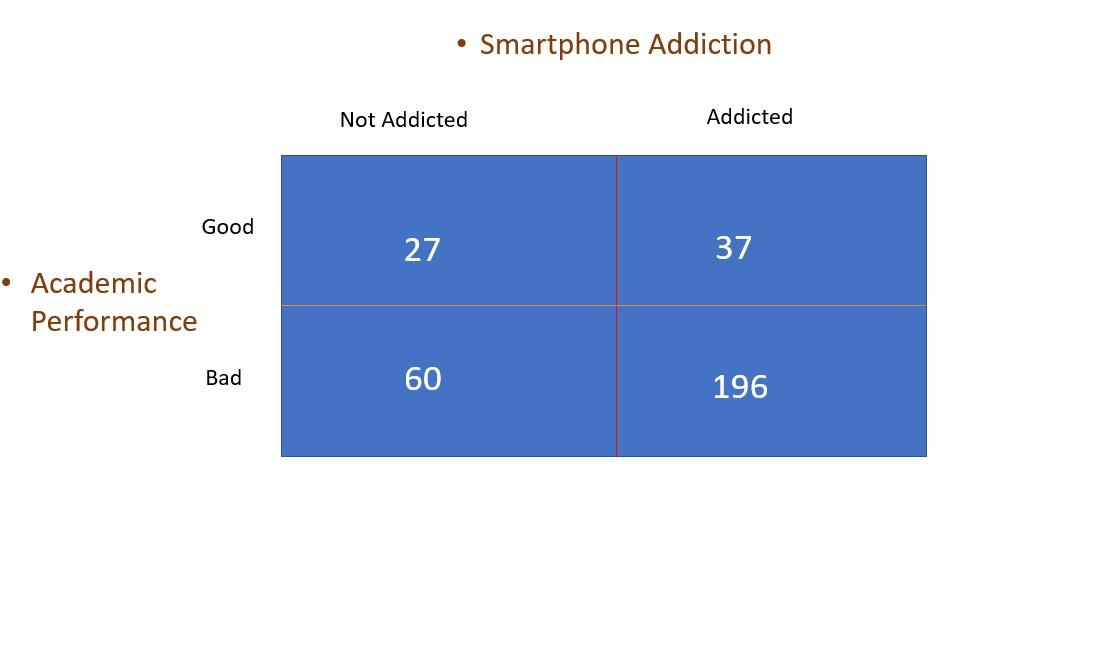 • Smartphone Addiction
Not Addicted
Addicted
Good
27
37
• Academic
Performance
Bad
60
196